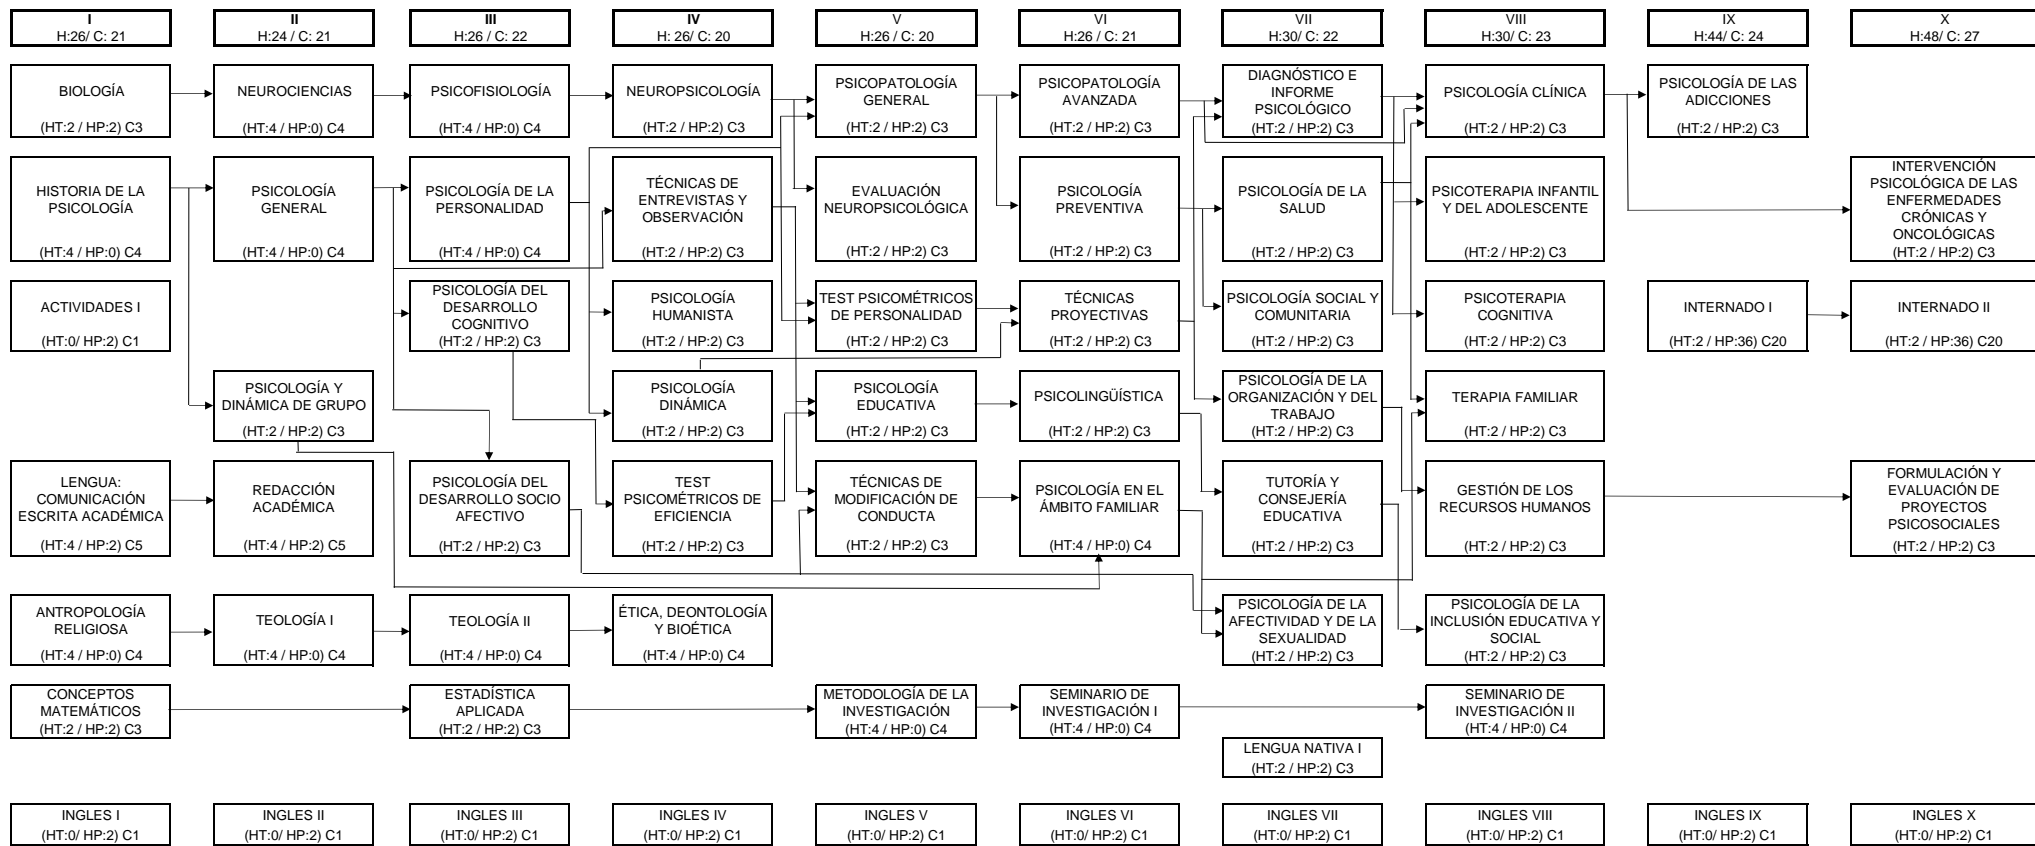 I
H:26/ C: 21
II
H:24 / C: 21
III
H:26 / C: 22
IV
H: 26/ C: 20
V
H:26 / C: 20
VI
H:26 / C: 21
VII
H:30/ C: 22
VIII
H:30/ C: 23
IX
H:44/ C: 24
X
H:48/ C: 27
BIOLOGÍA
(HT:2 / HP:2) C3
NEUROCIENCIAS
(HT:4 / HP:0) C4
PSICOFISIOLOGÍA
(HT:4 / HP:0) C4
NEUROPSICOLOGÍA
(HT:2 / HP:2) C3
PSICOPATOLOGÍA
GENERAL
(HT:2 / HP:2) C3
PSICOPATOLOGÍA
AVANZADA
(HT:2 / HP:2) C3
DIAGNÓSTICO E
INFORME
PSICOLÓGICO
(HT:2 / HP:2) C3
PSICOLOGÍA CLÍNICA
(HT:2 / HP:2) C3
PSICOLOGÍA DE LAS
ADICCIONES
(HT:2 / HP:2) C3
HISTORIA DE LA
PSICOLOGÍA
(HT:4 / HP:0) C4
PSICOLOGÍA
GENERAL
(HT:4 / HP:0) C4
PSICOLOGÍA DE LA
PERSONALIDAD
(HT:4 / HP:0) C4
TÉCNICAS DE
ENTREVISTAS Y
OBSERVACIÓN
(HT:2 / HP:2) C3
EVALUACIÓN
NEUROPSICOLÓGICA
(HT:2 / HP:2) C3
PSICOLOGÍA
PREVENTIVA
(HT:2 / HP:2) C3
PSICOLOGÍA DE LA
SALUD
(HT:2 / HP:2) C3
PSICOTERAPIA INFANTIL
Y DEL ADOLESCENTE
(HT:2 / HP:2) C3
INTERVENCIÓN
PSICOLÓGICA DE LAS
ENFERMEDADES
CRÓNICAS Y
ONCOLÓGICAS
(HT:2 / HP:2) C3
ACTIVIDADES I
(HT:0/ HP:2) C1
PSICOLOGÍA DEL
DESARROLLO
COGNITIVO
(HT:2 / HP:2) C3
PSICOLOGÍA
HUMANISTA
(HT:2 / HP:2) C3
TEST PSICOMÉTRICOS
DE PERSONALIDAD
(HT:2 / HP:2) C3
TÉCNICAS
PROYECTIVAS
(HT:2 / HP:2) C3
PSICOLOGÍA SOCIAL Y
COMUNITARIA
(HT:2 / HP:2) C3
PSICOTERAPIA
COGNITIVA
(HT:2 / HP:2) C3
INTERNADO I
(HT:2 / HP:36) C20
INTERNADO II
(HT:2 / HP:36) C20
PSICOLOGÍA Y
DINÁMICA DE GRUPO
(HT:2 / HP:2) C3
PSICOLOGÍA
DINÁMICA
(HT:2 / HP:2) C3
PSICOLOGÍA
EDUCATIVA
(HT:2 / HP:2) C3
PSICOLINGÜÍSTICA
(HT:2 / HP:2) C3
PSICOLOGÍA DE LA
ORGANIZACIÓN Y DEL
TRABAJO
(HT:2 / HP:2) C3
TERAPIA FAMILIAR
(HT:2 / HP:2) C3
LENGUA:
COMUNICACIÓN
ESCRITA ACADÉMICA
(HT:4 / HP:2) C5
REDACCIÓN
ACADÉMICA
(HT:4 / HP:2) C5
PSICOLOGÍA DEL
DESARROLLO SOCIO
AFECTIVO
(HT:2 / HP:2) C3
TEST
PSICOMÉTRICOS DE
EFICIENCIA
(HT:2 / HP:2) C3
TÉCNICAS DE
MODIFICACIÓN DE
CONDUCTA
(HT:2 / HP:2) C3
PSICOLOGÍA EN EL
ÁMBITO FAMILIAR
(HT:4 / HP:0) C4
TUTORÍA Y
CONSEJERÍA
EDUCATIVA
(HT:2 / HP:2) C3
GESTIÓN DE LOS
RECURSOS HUMANOS
(HT:2 / HP:2) C3
FORMULACIÓN Y
EVALUACIÓN DE
PROYECTOS
PSICOSOCIALES
(HT:2 / HP:2) C3
ANTROPOLOGÍA
RELIGIOSA
(HT:4 / HP:0) C4
TEOLOGÍA I
(HT:4 / HP:0) C4
TEOLOGÍA II
(HT:4 / HP:0) C4
ÉTICA, DEONTOLOGÍA
Y BIOÉTICA
(HT:4 / HP:0) C4
PSICOLOGÍA DE LA
AFECTIVIDAD Y DE LA
SEXUALIDAD
(HT:2 / HP:2) C3
PSICOLOGÍA DE LA
INCLUSIÓN EDUCATIVA Y
SOCIAL
(HT:2 / HP:2) C3
CONCEPTOS
MATEMÁTICOS
(HT:2 / HP:2) C3
ESTADÍSTICA
APLICADA
(HT:2 / HP:2) C3
METODOLOGÍA DE LA
INVESTIGACIÓN
(HT:4 / HP:0) C4
SEMINARIO DE
INVESTIGACIÓN I
(HT:4 / HP:0) C4
SEMINARIO DE
INVESTIGACIÓN II
(HT:4 / HP:0) C4
LENGUA NATIVA I
(HT:2 / HP:2) C3
INGLES I
(HT:0/ HP:2) C1
INGLES II
(HT:0/ HP:2) C1
INGLES III
(HT:0/ HP:2) C1
INGLES IV
(HT:0/ HP:2) C1
INGLES V
(HT:0/ HP:2) C1
INGLES VI
(HT:0/ HP:2) C1
INGLES VII
(HT:0/ HP:2) C1
INGLES VIII
(HT:0/ HP:2) C1
INGLES IX
(HT:0/ HP:2) C1
INGLES X
(HT:0/ HP:2) C1